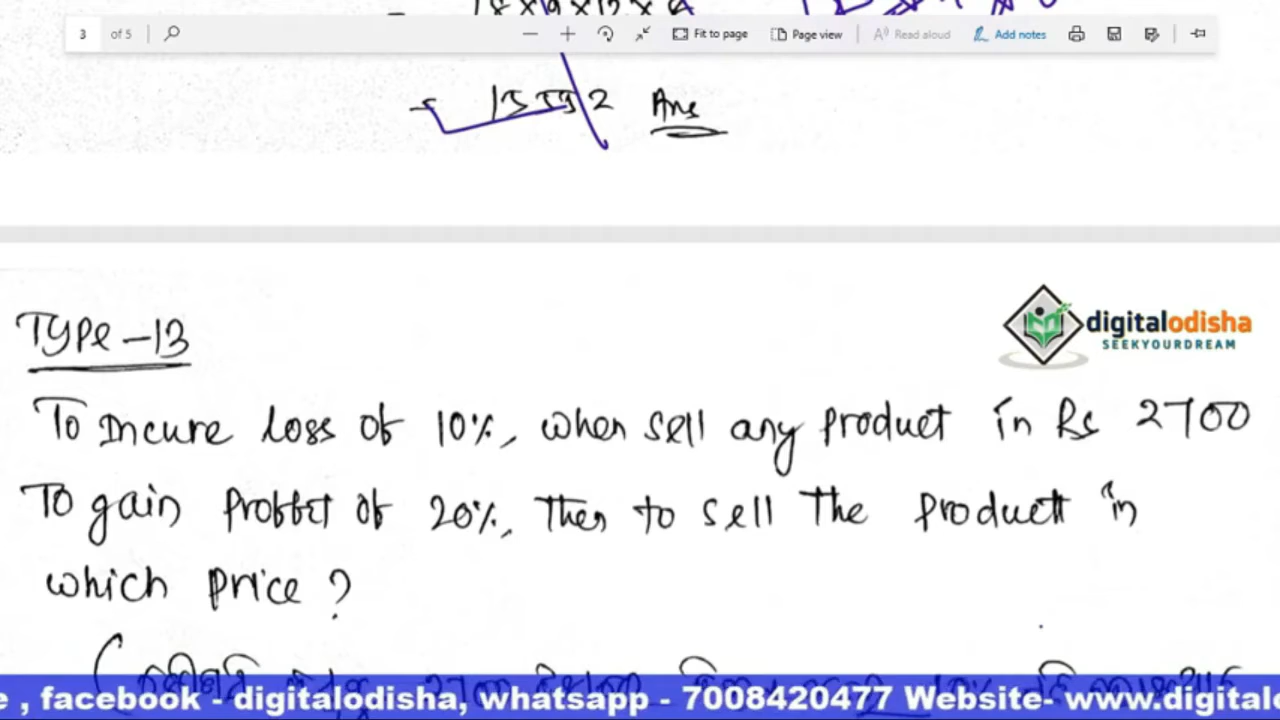 3 of 5 Fit to page Page view Read aloud Add notes
Ans
TYPE-13
digitalodisha
SEEKYOURDREAM
To Incure loss of 10%, when sell any product in Rs 2700
To gain Proffit of 20%, Then to sell The product in
which price ?
e , facebook - digitalodisha, whatsapp - 7008420477 Website- www.digital